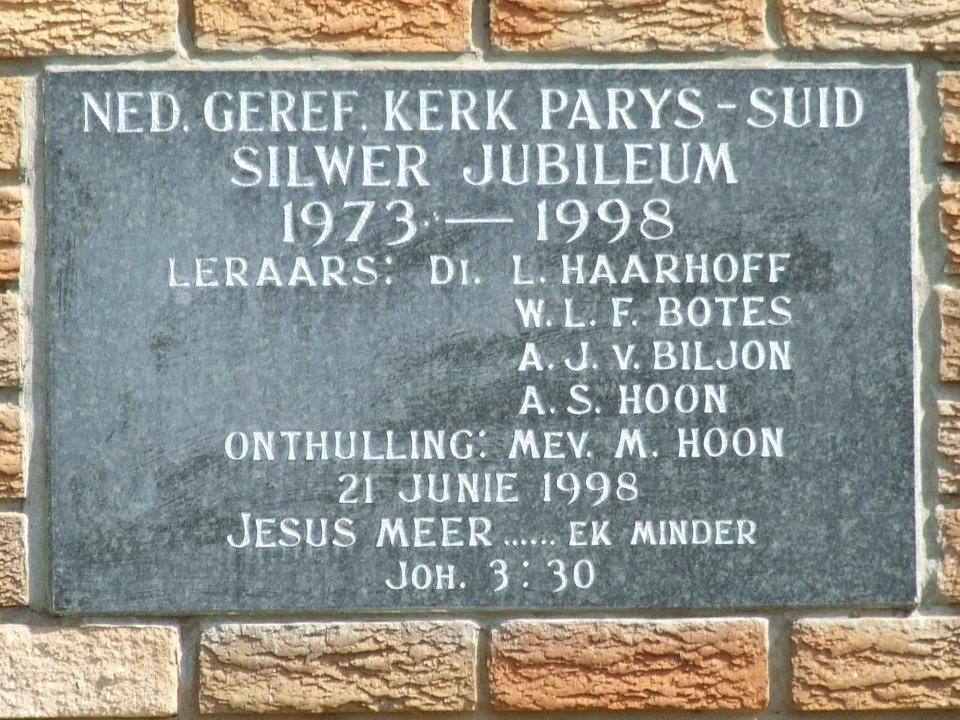 NED. GEREF. KERK PARYS-SUID
SILWER JUBILEUM
1973 — 1998
LERAARS: DI. L. HAARHOFF
W. L. F. BOTES
A. J. V. BILJON
A. S. HOON
ONTHULLING: MEV. M. HOON
21 JUNIE 1998
JESUS MEER ...... EK MINDER
JOH. 3:30